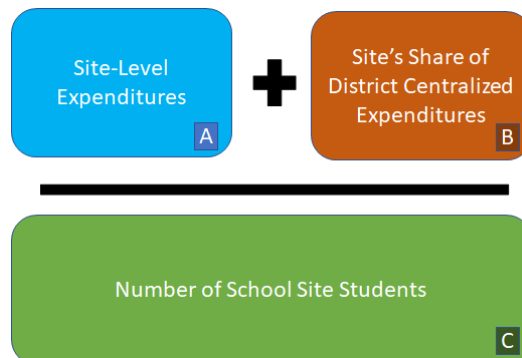 Site-Level
Expenditures
A
Site's Share of
District Centralized
Expenditures
B
Number of School Site Students
C